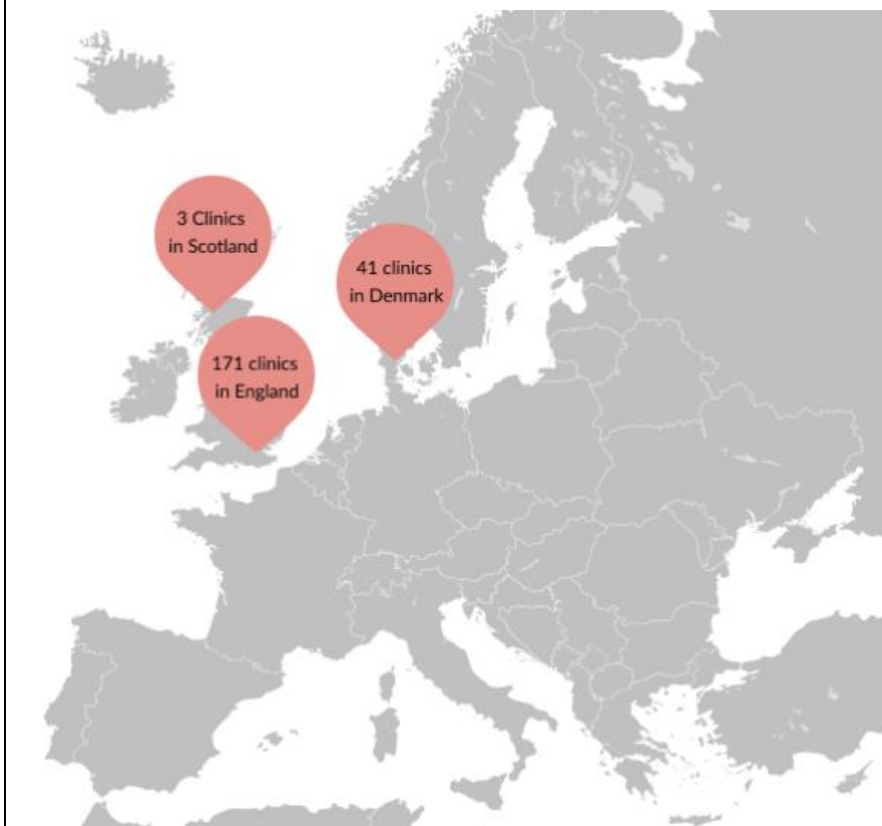 3 Clinics
in Scotland
41 clinics
in Denmark
171 clinics
in England